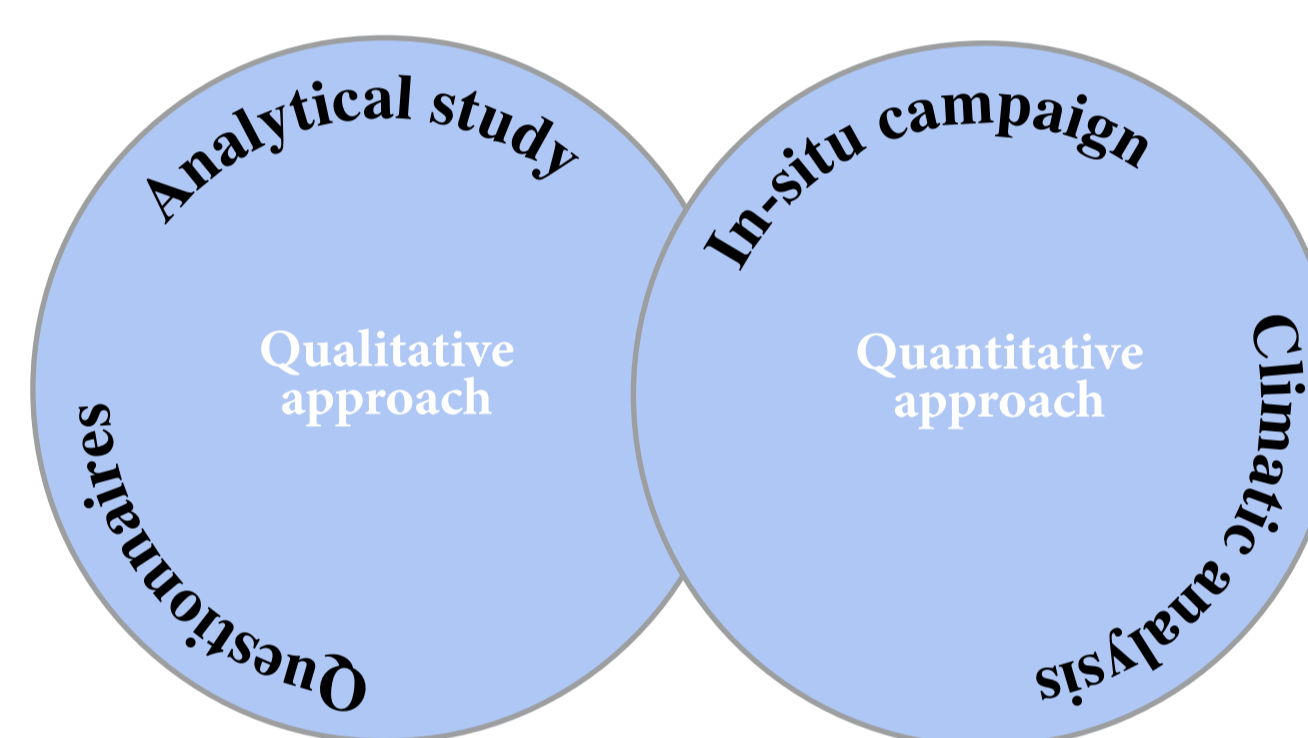 Analytical study
Qualitative
approach
Questionnaires
In-situ campaign
Quantitative
approach
Climatic analysis